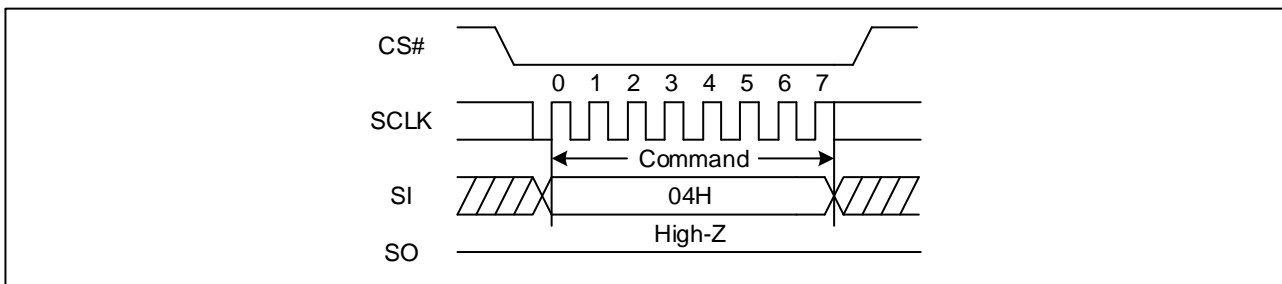 CS#
0 1 2 3 4 5 6 7
SCLK
Command
SI
04H
High-Z
SO